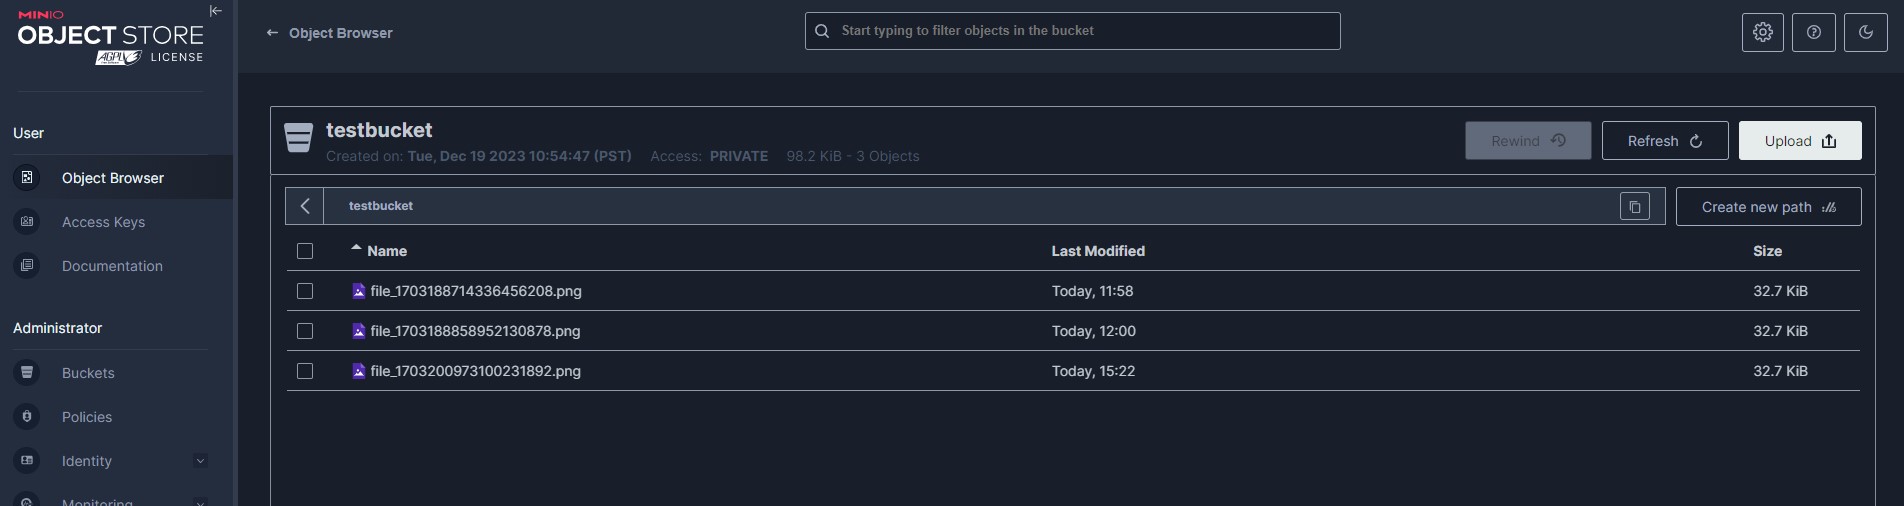 MINIO
OBJECT STORE
AGPLv3 LICENSE
User
Object Browser
Access Keys
Documentation
Administrator
Buckets
Policies
Identity
Monitoring
← Object Browser
Start typing to filter objects in the bucket
testbucket
Created on: Tue, Dec 19 2023 10:54:47 (PST) Access: PRIVATE 98.2 KiB - 3 Objects
Rewind Refresh Upload
testbucket
Create new path
Name Last Modified Size
file_1703188714336456208.png Today, 11:58 32.7 KiB
file_1703188858952130878.png Today, 12:00 32.7 KiB
file_1703200973100231892.png Today, 15:22 32.7 KiB